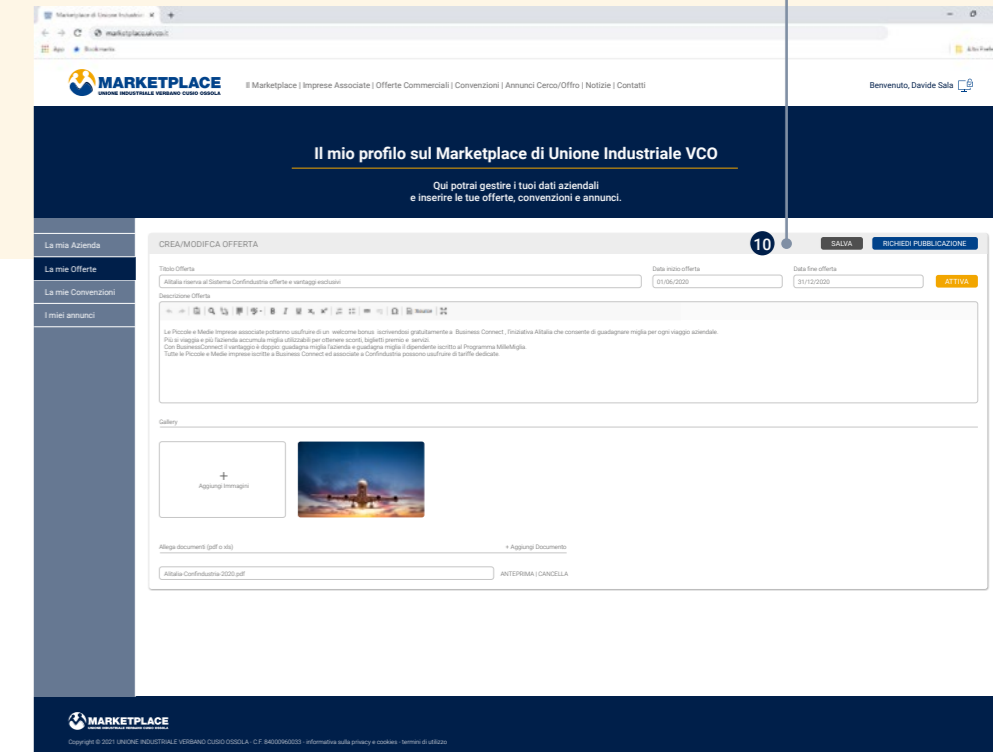 Marketplace di Unione Industri
marketplaceuivco.it
App Bookmarks
Altri Prefe
MARKETPLACE
UNIONE INDUSTRIALE VERBANO CUSIO OSSOLA
Il Marketplace | Imprese Associate | Offerte Commerciali | Convenzioni | Annunci Cerco/Offro | Notizie | Contatti
Benvenuto, Davide Sala
Il mio profilo sul Marketplace di Unione Industriale VCO
Qui potrai gestire i tuoi dati aziendali
e inserire le tue offerte, convenzioni e annunci.
La mia Azienda
La mie Offerte
La mie Convenzioni
I miei annunci
CREA/MODIFCA OFFERTA
10
SALVA
RICHIEDI PUBBLICAZIONE
Titolo Offerta
Data inizio offerta
Data fine offerta
Alitalia riserva al Sistema Confindustria offerte e vantaggi esclusivi
01/06/2020
31/12/2020
ATTIVA
Descrizione Offerta
Source
Le Piccole e Medie Imprese associate potranno usufruire di un welcome bonus iscrivendosi gratuitamente a Business Connect, l'iniziativa Alitalia che consente di guadagnare miglia per ogni viaggio aziendale.
Più si viaggia e più l'azienda accumula miglia utilizzabili per ottenere sconti, biglietti premio e servizi.
Con BusinessConnect il vantaggio è doppio: guadagna miglia l'azienda e guadagna miglia il dipendente iscritto al Programma MilleMiglia.
Tutte le Piccole e Medie imprese iscritte a Business Connect ed associate a Confindustria possono usufruire di tariffe dedicate.
Gallery
+
Aggiungi Immagini
Allega documenti (pdf o xls)
+ Aggiungi Documento
Alitalia-Confindustria-2020.pdf
ANTEPRIMA | CANCELLA
MARKETPLACE
UNIONE INDUSTRIALE VERBANO CUSIO OSSOLA
Copyright © 2021 UNIONE INDUSTRIALE VERBANO CUSIO OSSOLA - C.F. 84000960033 - informativa sulla privacy e cookies - termini di utilizzo